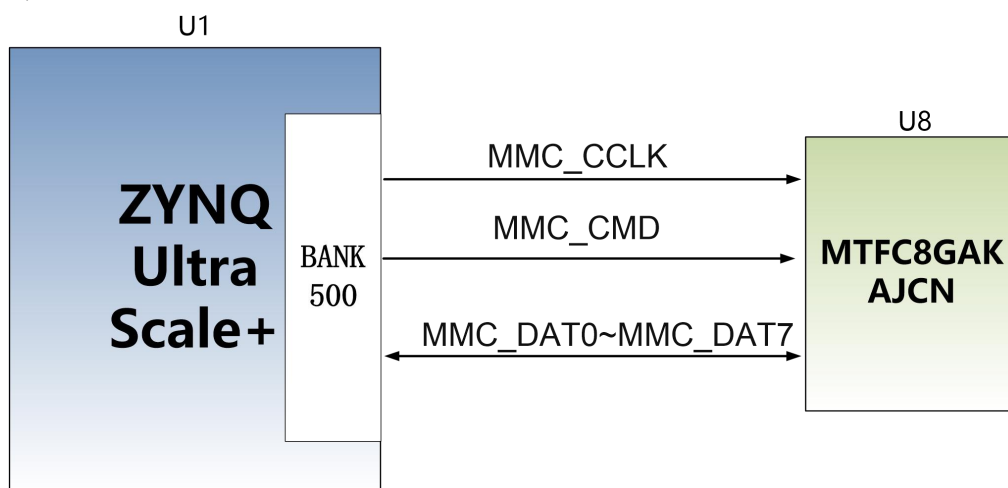 U1
U8
MMC_CCLK
ZYNQ
Ultra
Scale+
BANK
500
MMC_CMD
MTFC8GAK
AJCN
MMC_DAT0~MMC_DAT7